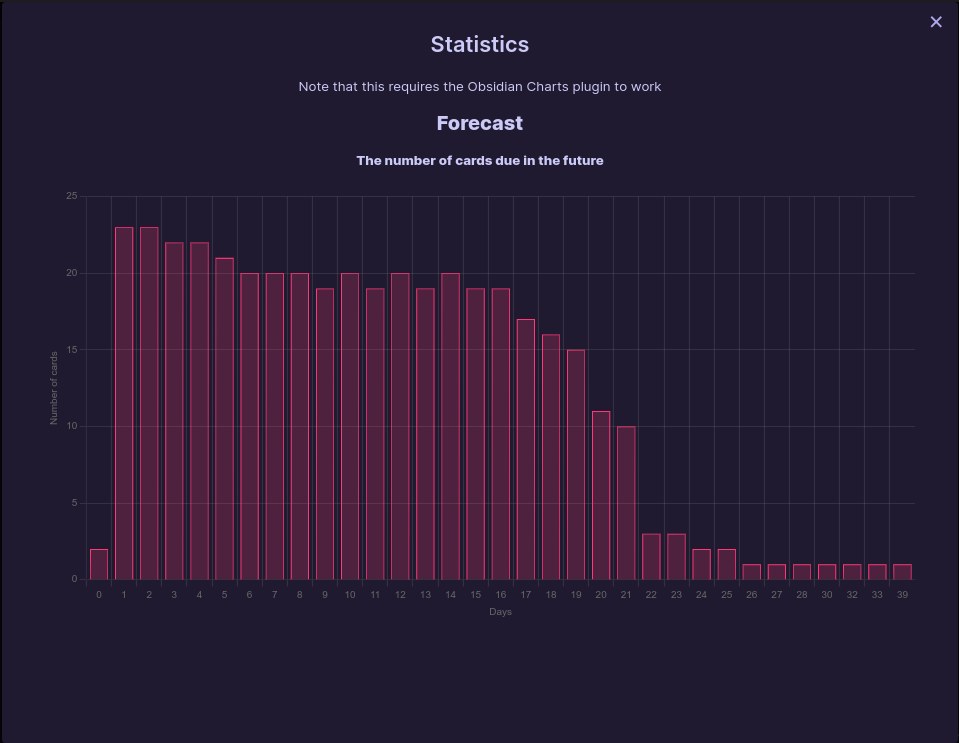 ✕
Statistics
Note that this requires the Obsidian Charts plugin to work
Forecast
The number of cards due in the future
25
20
15
10
5
0
Number of cards
0 1 2 3 4 5 6 7 8 9 10 11 12 13 14 15 16 17 18 19 20 21 22 23 24 25 26 27 28 30 32 33 39
Days